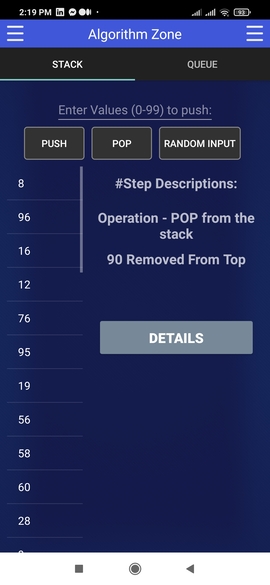 2:19 PM
93
Algorithm Zone
STACK
QUEUE
Enter Values (0-99) to push:
PUSH
POP
RANDOM INPUT
8
96
16
12
76
95
19
56
58
60
28
#Step Descriptions:
Operation - POP from the
stack
90 Removed From Top
DETAILS